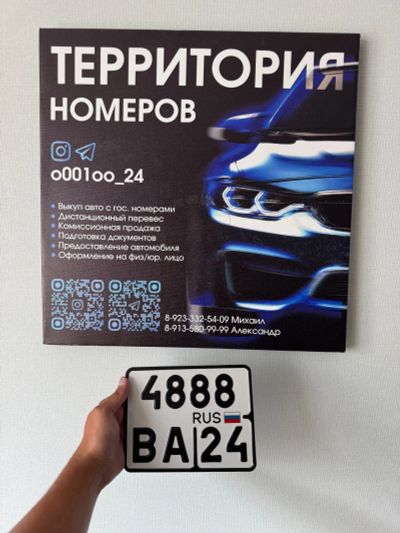 ТЕРРИТОРИЯ
НОМЕРОВ
o001oo_24
• Выкуп авто с гос. номерами
• Дистанционный перевес
• Комиссионная продажа
• Подготовка документов
• Предоставление автомобиля
• Оформление на физ/юр. лицо
8-923-332-54-09 Михаил
8-913-580-99-99 Александр
4888
RUS
ВА 24